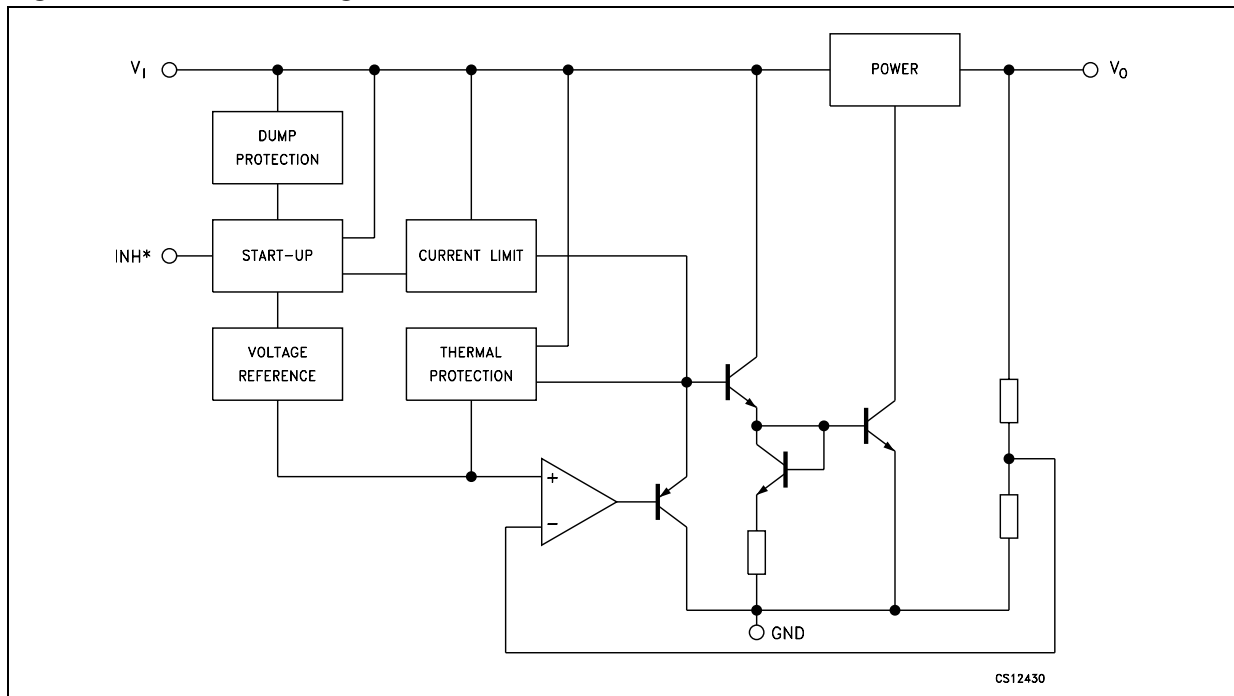 V_I
POWER
V_O
DUMP
PROTECTION
INH*
START-UP
CURRENT LIMIT
VOLTAGE
REFERENCE
THERMAL
PROTECTION
+
−
GND
CS12430